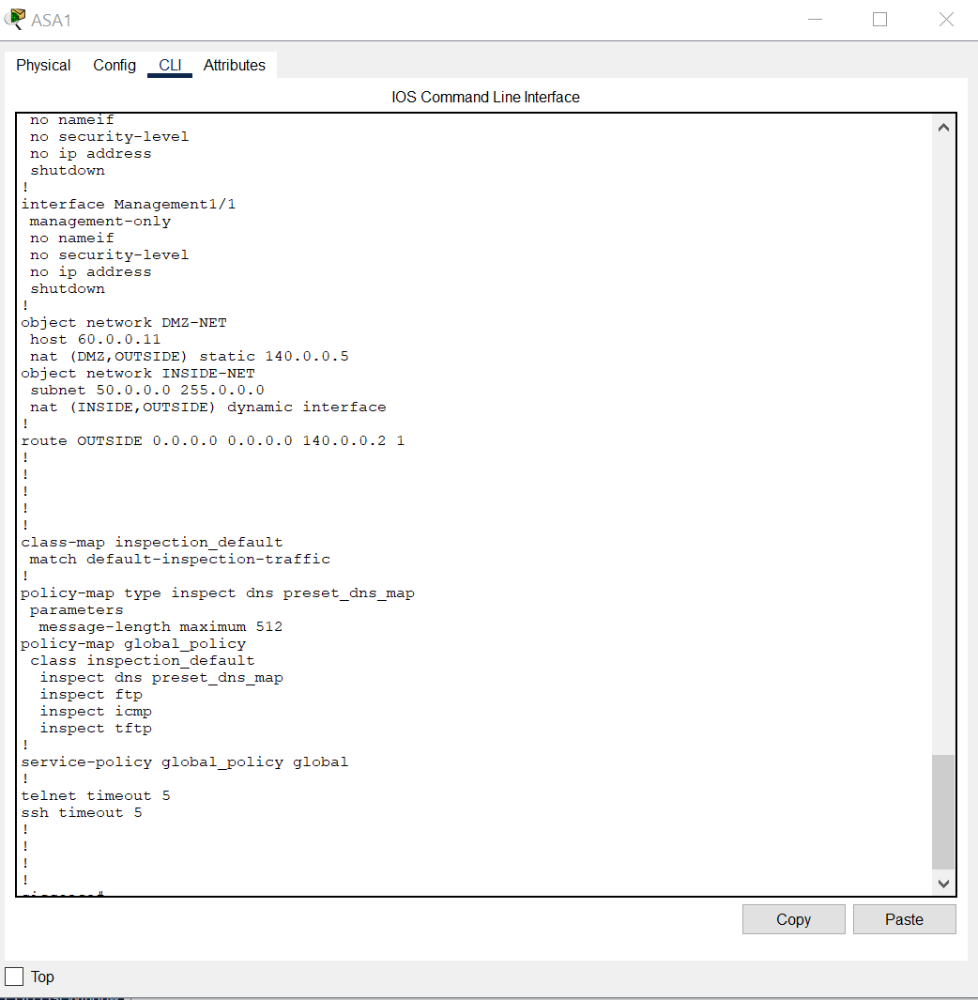 ASA1
Physical Config CLI Attributes
IOS Command Line Interface
no nameif
no security-level
no ip address
shutdown
!
interface Management1/1
management-only
no nameif
no security-level
no ip address
shutdown
!
object network DMZ-NET
host 60.0.0.11
nat (DMZ,OUTSIDE) static 140.0.0.5
object network INSIDE-NET
subnet 50.0.0.0 255.0.0.0
nat (INSIDE,OUTSIDE) dynamic interface
!
route OUTSIDE 0.0.0.0 0.0.0.0 140.0.0.2 1
!
!
!
!
!
class-map inspection_default
match default-inspection-traffic
!
policy-map type inspect dns preset_dns_map
parameters
message-length maximum 512
policy-map global_policy
class inspection_default
inspect dns preset_dns_map
inspect ftp
inspect icmp
inspect tftp
!
service-policy global_policy global
!
telnet timeout 5
ssh timeout 5
!
!
!
!
Copy Paste
Top